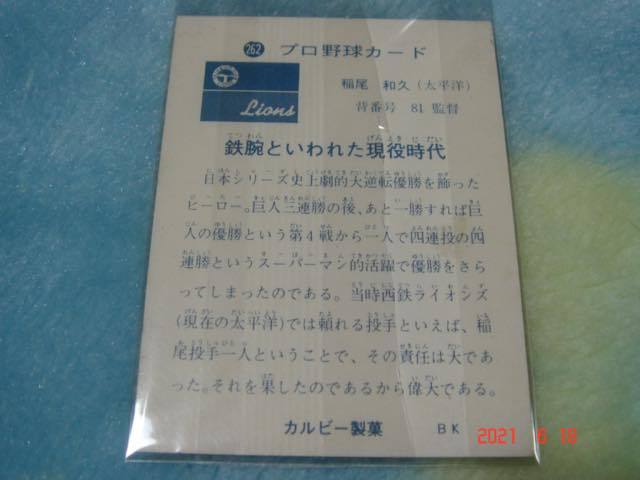 262 プロ野球カード
Lions
稲尾 和久(太平洋)
背番号 81 監督
鉄腕といわれた現役時代
日本シリーズ史上劇的大逆転優勝を飾った
ヒーロー。巨人三連勝の後、あと一勝すれば巨
人の優勝という第4戦から一人で四連投の四
連勝というスーパーマン的活躍で優勝をさら
ってしまったのである。当時西鉄ライオンズ
(現在の太平洋)では頼れる投手といえば、稲
尾投手一人ということで、その責任は大であ
った。それを菓したのであるから偉大である。
カルビー製菓 BK
2021 6 18